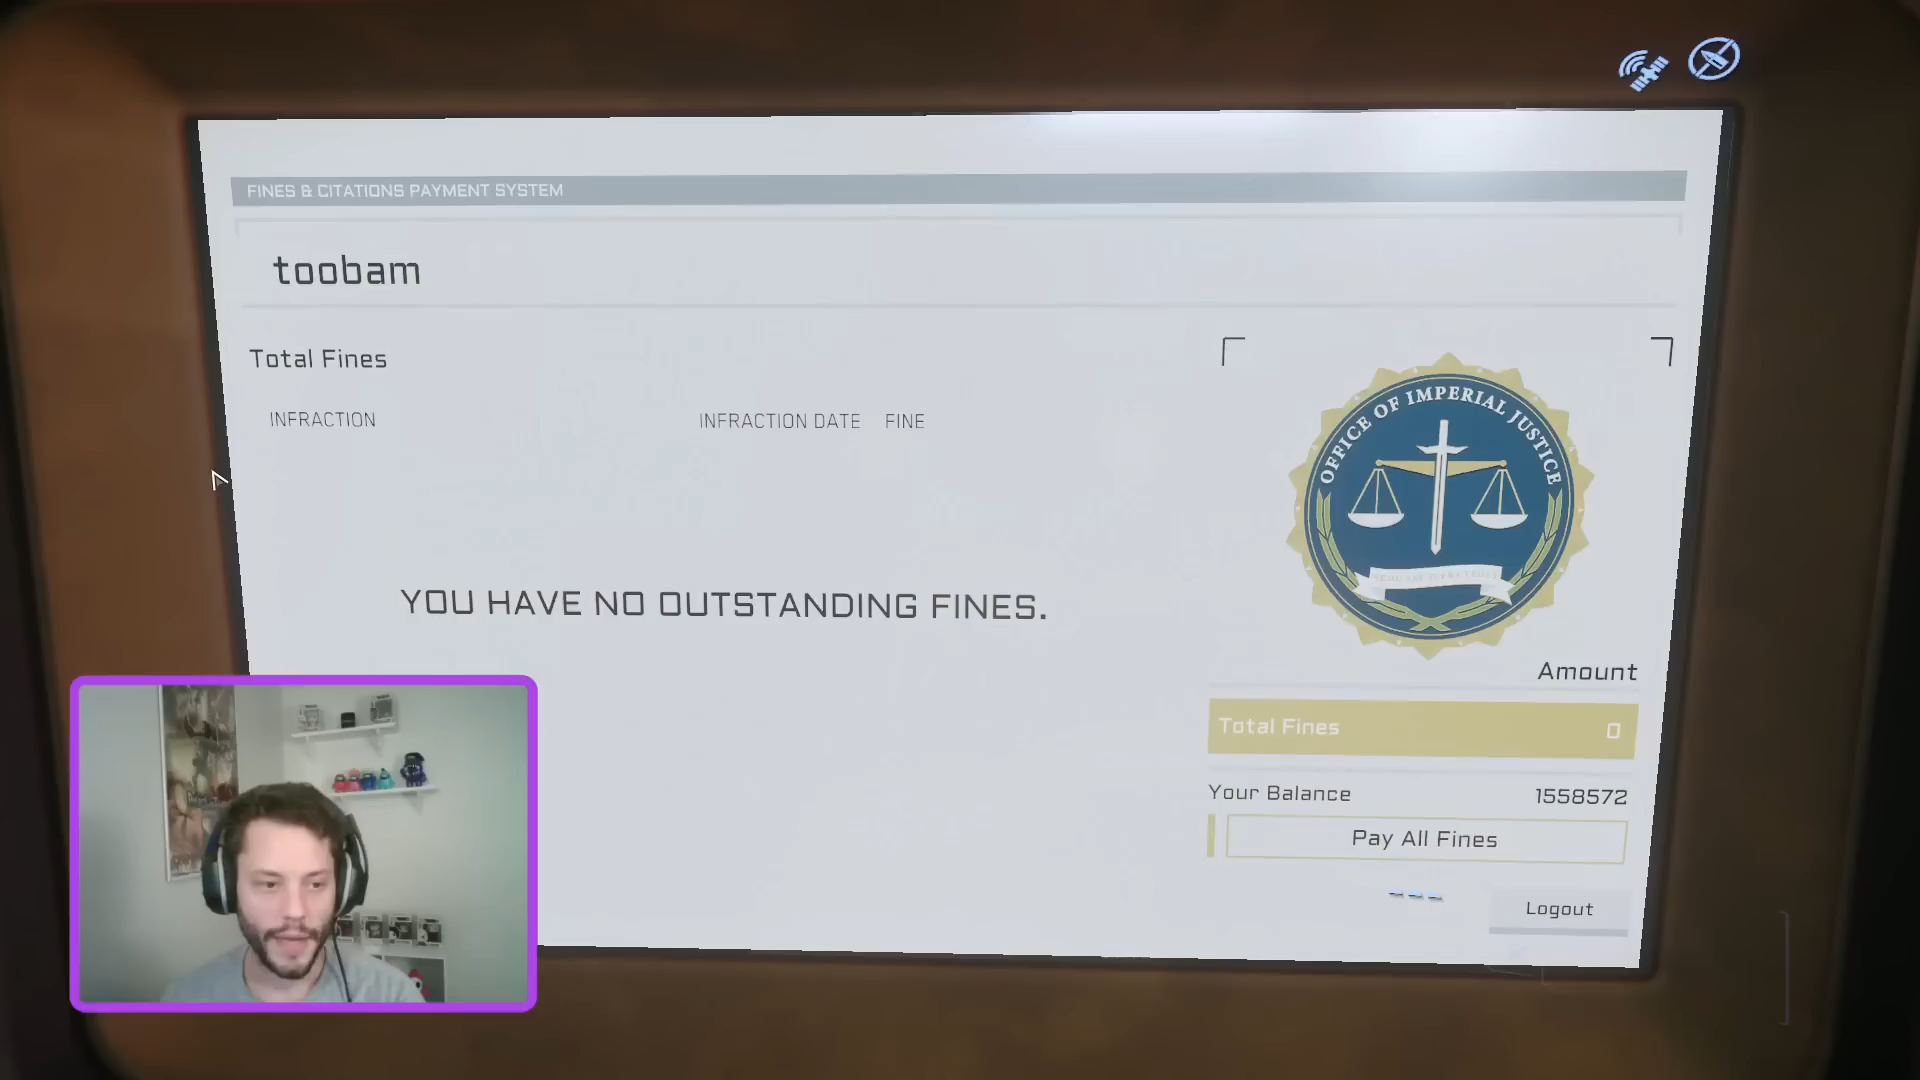 FINES & CITATIONS PAYMENT SYSTEM
toobam
Total Fines
INFRACTION INFRACTION DATE FINE
YOU HAVE NO OUTSTANDING FINES.
OFFICE OF IMPERIAL JUSTICE
Amount
Total Fines 0
Your Balance 1558572
Pay All Fines
Logout